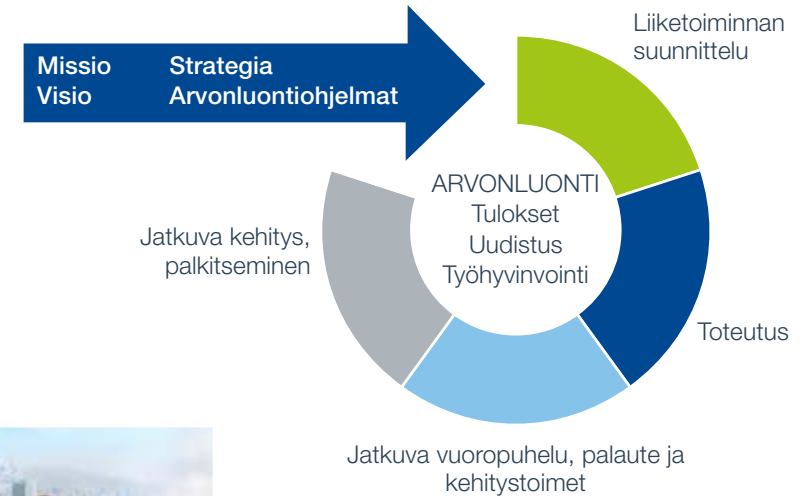 Missio Strategia
Visio Arvonluontiohjelmat
Liiketoiminnan
suunnittelu
ARVONLUONTI
Tulokset
Uudistus
Työhyvinvointi
Jatkuva kehitys,
palkitseminen
Toteutus
Jatkuva vuoropuhelu, palaute ja
kehitystoimet